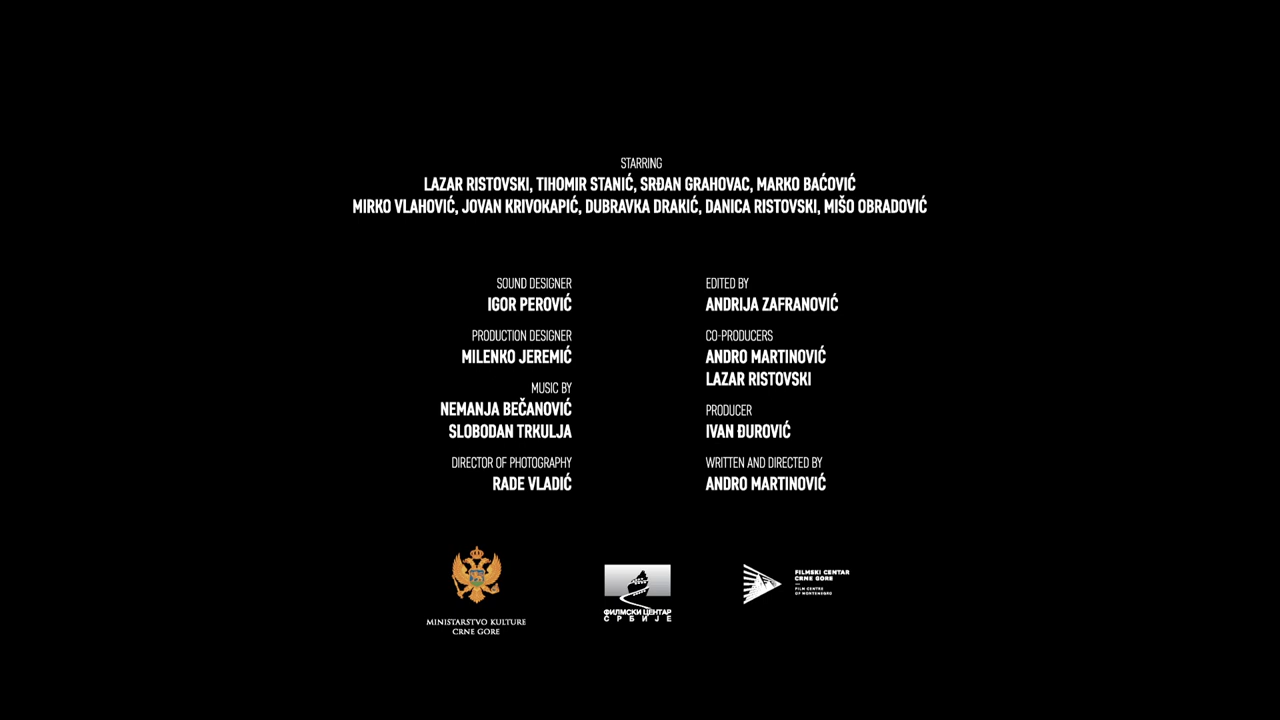 STARRING
LAZAR RISTOVSKI, TIHOMIR STANIĆ, SRĐAN GRAHOVAC, MARKO BAĆOVIĆ
MIRKO VLAHOVIĆ, JOVAN KRIVOKAPIĆ, DUBRAVKA DRAKIĆ, DANICA RISTOVSKI, MIŠO OBRADOVIĆ
SOUND DESIGNER
IGOR PEROVIĆ
PRODUCTION DESIGNER
MILENKO JEREMIĆ
MUSIC BY
NEMANJA BEČANOVIĆ
SLOBODAN TRKULJA
DIRECTOR OF PHOTOGRAPHY
RADE VLADIĆ
EDITED BY
ANDRIJA ZAFRANOVIĆ
CO-PRODUCERS
ANDRO MARTINOVIĆ
LAZAR RISTOVSKI
PRODUCER
IVAN ĐUROVIĆ
WRITTEN AND DIRECTED BY
ANDRO MARTINOVIĆ
MINISTARSTVO KULTURE
CRNE GORE
ФИЛМСКИ ЦЕНТАР
СРБИЈЕ
FILMSKI CENTAR
CRNE GORE
FILM CENTRE
OF MONTENEGRO